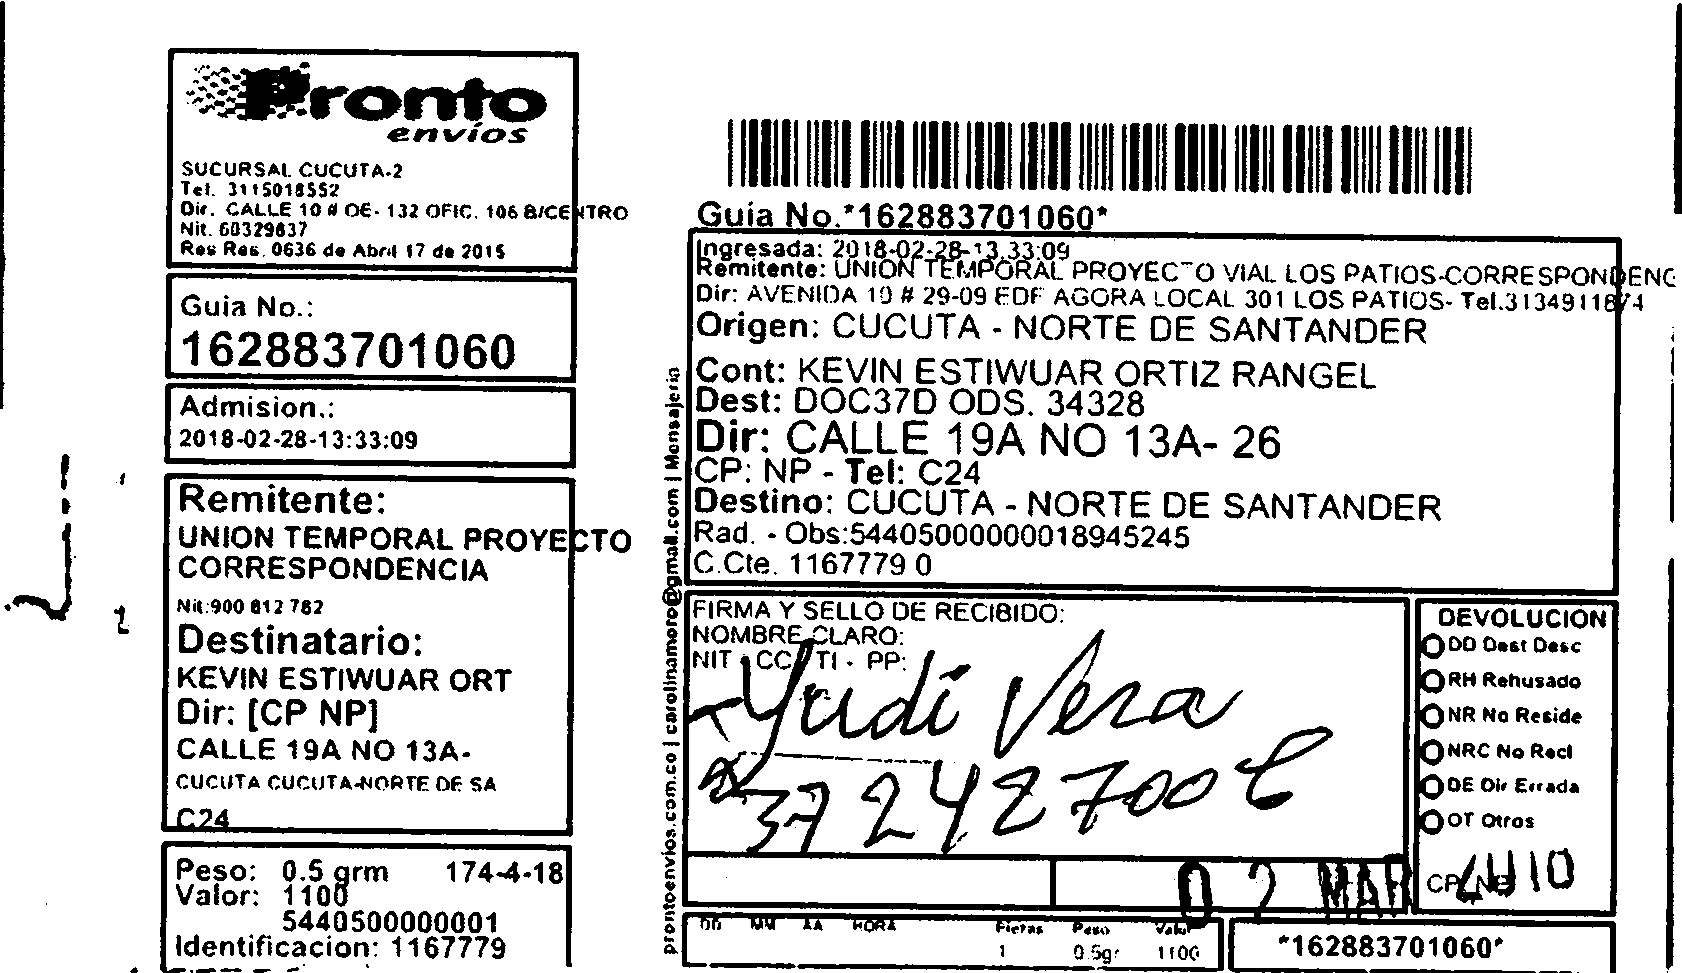 Pronto
envíos
SUCURSAL CUCUTA-2
Tel. 3115018552
Dir. CALLE 10 # OE- 132 OFIC. 106 B/CENTRO
Nit. 60329837
Res Res. 0636 de Abril 17 de 2015
Guia No.:
162883701060
Admision.:
2018-02-28-13:33:09
Remitente:
UNION TEMPORAL PROYECTO
CORRESPONDENCIA
Nit:900 812 782
Destinatario:
KEVIN ESTIWUAR ORT
Dir: [CP NP]
CALLE 19A NO 13A-
CUCUTA CUCUTA-NORTE DE SA
C24
Peso: 0.5 grm 174-4-18
Valor: 1100
5440500000001
Identificacion: 1167779
prontoenvios.com.co | carolinamoro@gmail.com | Mensajeria
Guia No.*162883701060*
Ingresada: 2018-02-28-13.33:09
Remitente: UNION TEMPORAL PROYECTO VIAL LOS PATIOS-CORRESPONDENC
Dir: AVENIDA 10 # 29-09 EDF AGORA LOCAL 301 LOS PATIOS- Tel.3134911874
Origen: CUCUTA - NORTE DE SANTANDER
Cont: KEVIN ESTIWUAR ORTIZ RANGEL
Dest: DOC37D ODS. 34328
Dir: CALLE 19A NO 13A- 26
CP: NP - Tel: C24
Destino: CUCUTA - NORTE DE SANTANDER
Rad. - Obs:54405000000018945245
C.Cte. 1167779 0
FIRMA Y SELLO DE RECIBIDO:
NOMBRE CLARO:
NIT - CC - TI - PP:
Yudi Vera
DEVOLUCION
DD Dest Desc
RH Rehusado
NR No Reside
NRC No Recl
DE Dir Errada
OT Otros
02 MAR
DD MM AA HORA Piezas Peso Valor
1 0.5gr 1100
*162883701060*